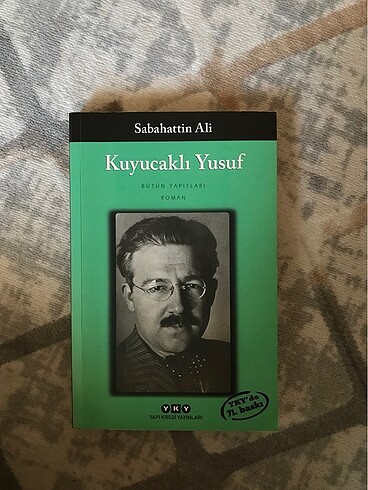 Sabahattin Ali
Kuyucaklı Yusuf
BÜTÜN YAPITLARI
ROMAN
YKY'de
71. baskı
YKY
YAPI KREDİ YAYINLARI